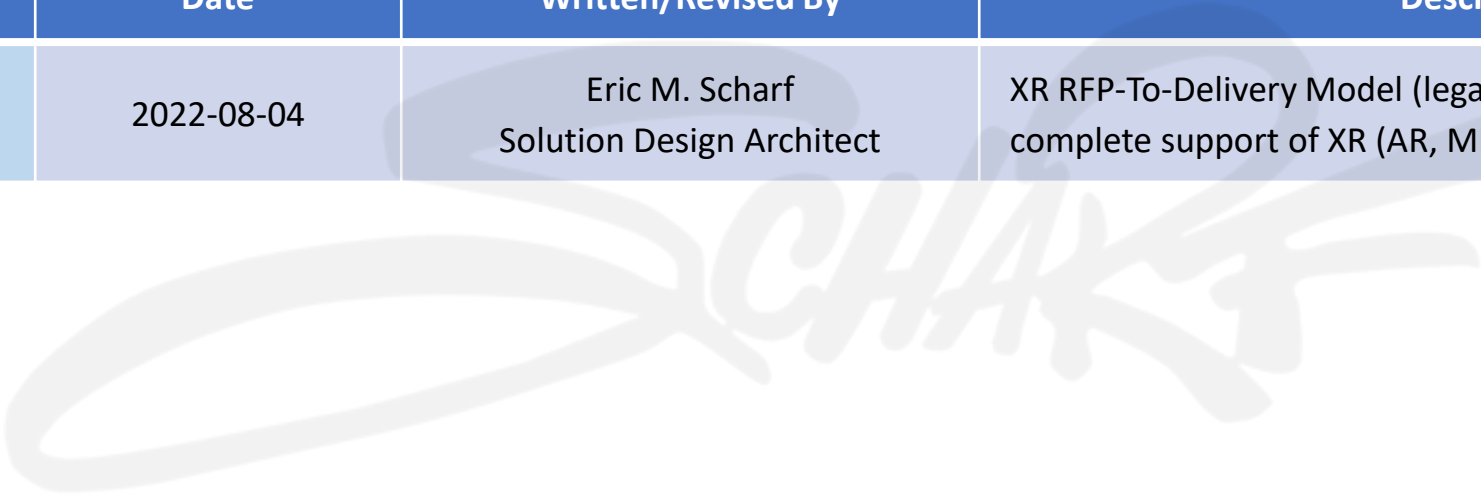 Date Written/Revised By
2022-08-04
Eric M. Scharf
Solution Design Architect
XR RFP-To-Delivery Model
complete support of XR (AR,
SCHARF